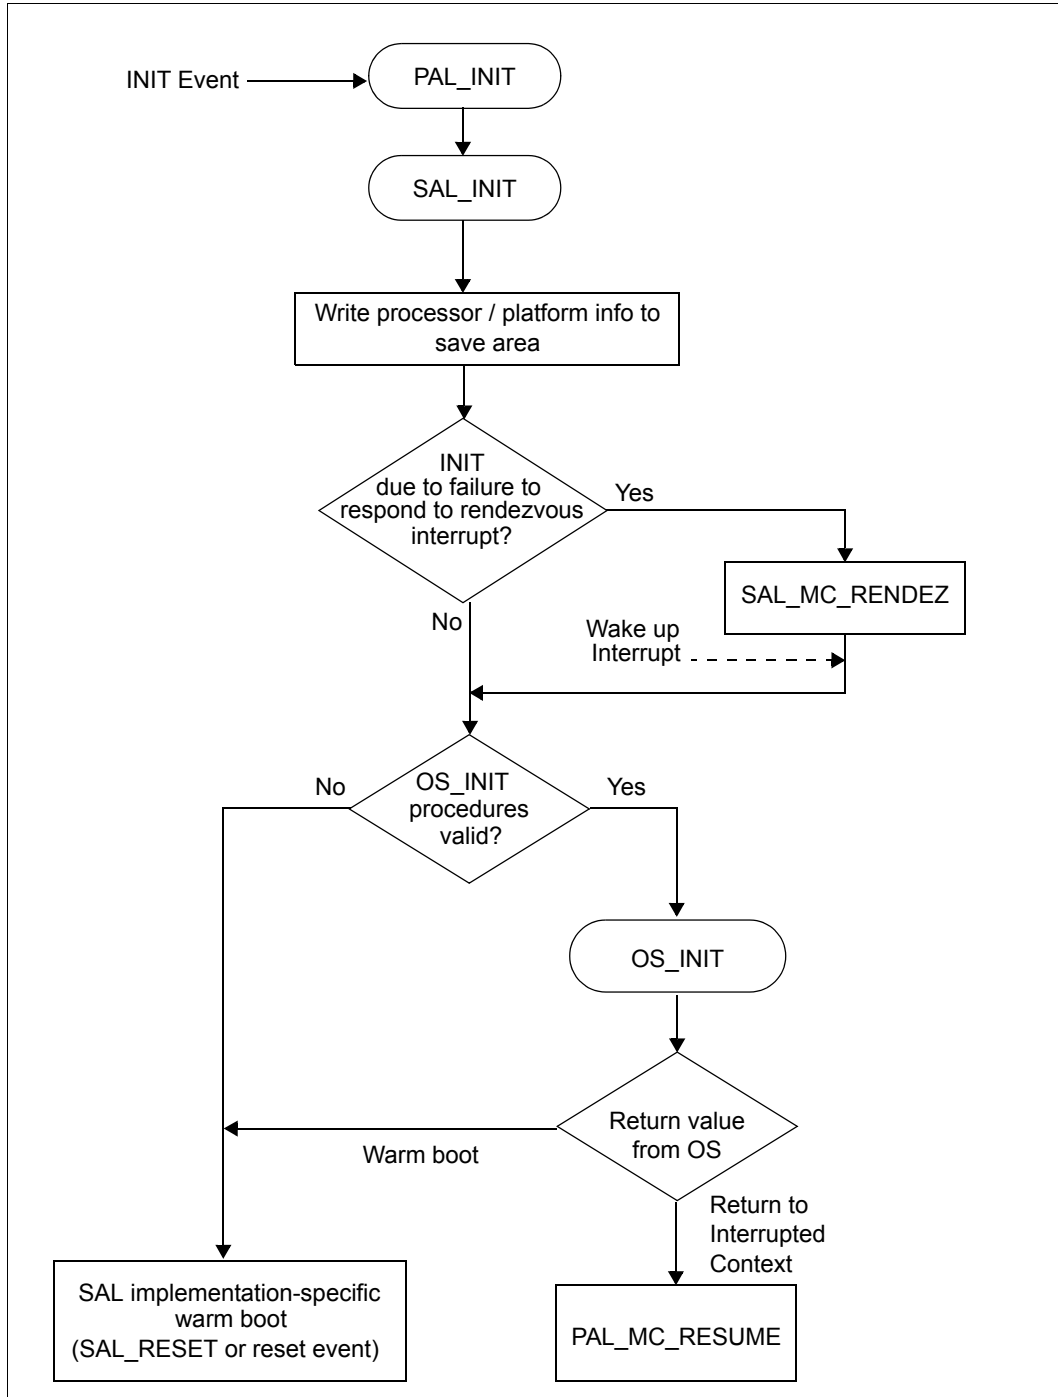 INIT Event
PAL_INIT
SAL_INIT
Write processor / platform info to
save area
INIT
due to failure to
respond to rendezvous
interrupt?
Yes
SAL_MC_RENDEZ
No
Wake up
Interrupt
No
OS_INIT
procedures
valid?
Yes
OS_INIT
Return value
from OS
Warm boot
Return to
Interrupted
Context
SAL implementation-specific
warm boot
(SAL_RESET or reset event)
PAL_MC_RESUME